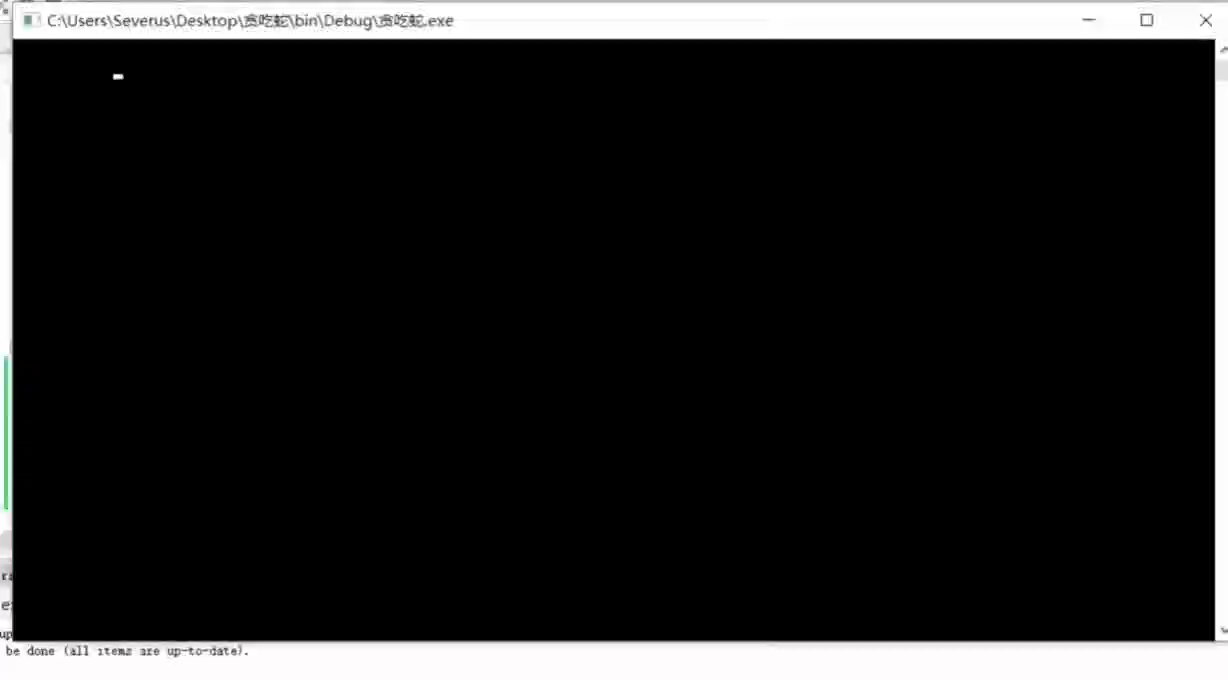 C:\Users\Severus\Desktop\贪吃蛇\bin\Debug\贪吃蛇.exe
be done (all items are up-to-date).